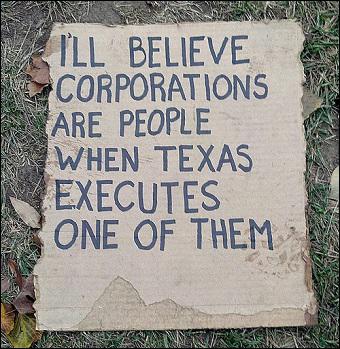 I'LL BELIEVE
CORPORATIONS
ARE PEOPLE
WHEN TEXAS
EXECUTES
ONE OF THEM